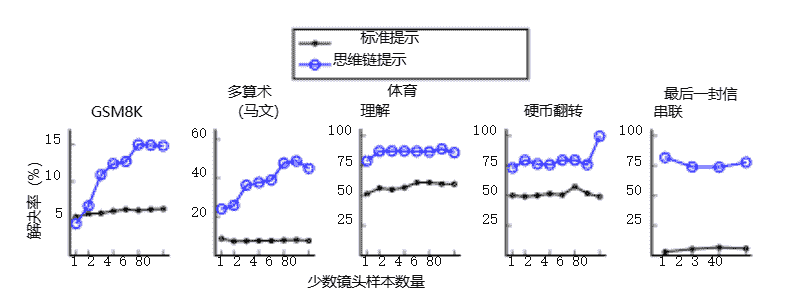 标准提示
思维链提示
GSM8K
多算术
(马文)
体育
理解
硬币翻转
最后一封信
串联
解决率 (%)
15
10
5
60
40
20
100
75
50
25
100
75
50
25
100
75
50
25
1 2 4 6 80
1 2 4 6 80
1 2 4 6 80
1 2 4 6 80
1 2 3 40
少数镜头样本数量